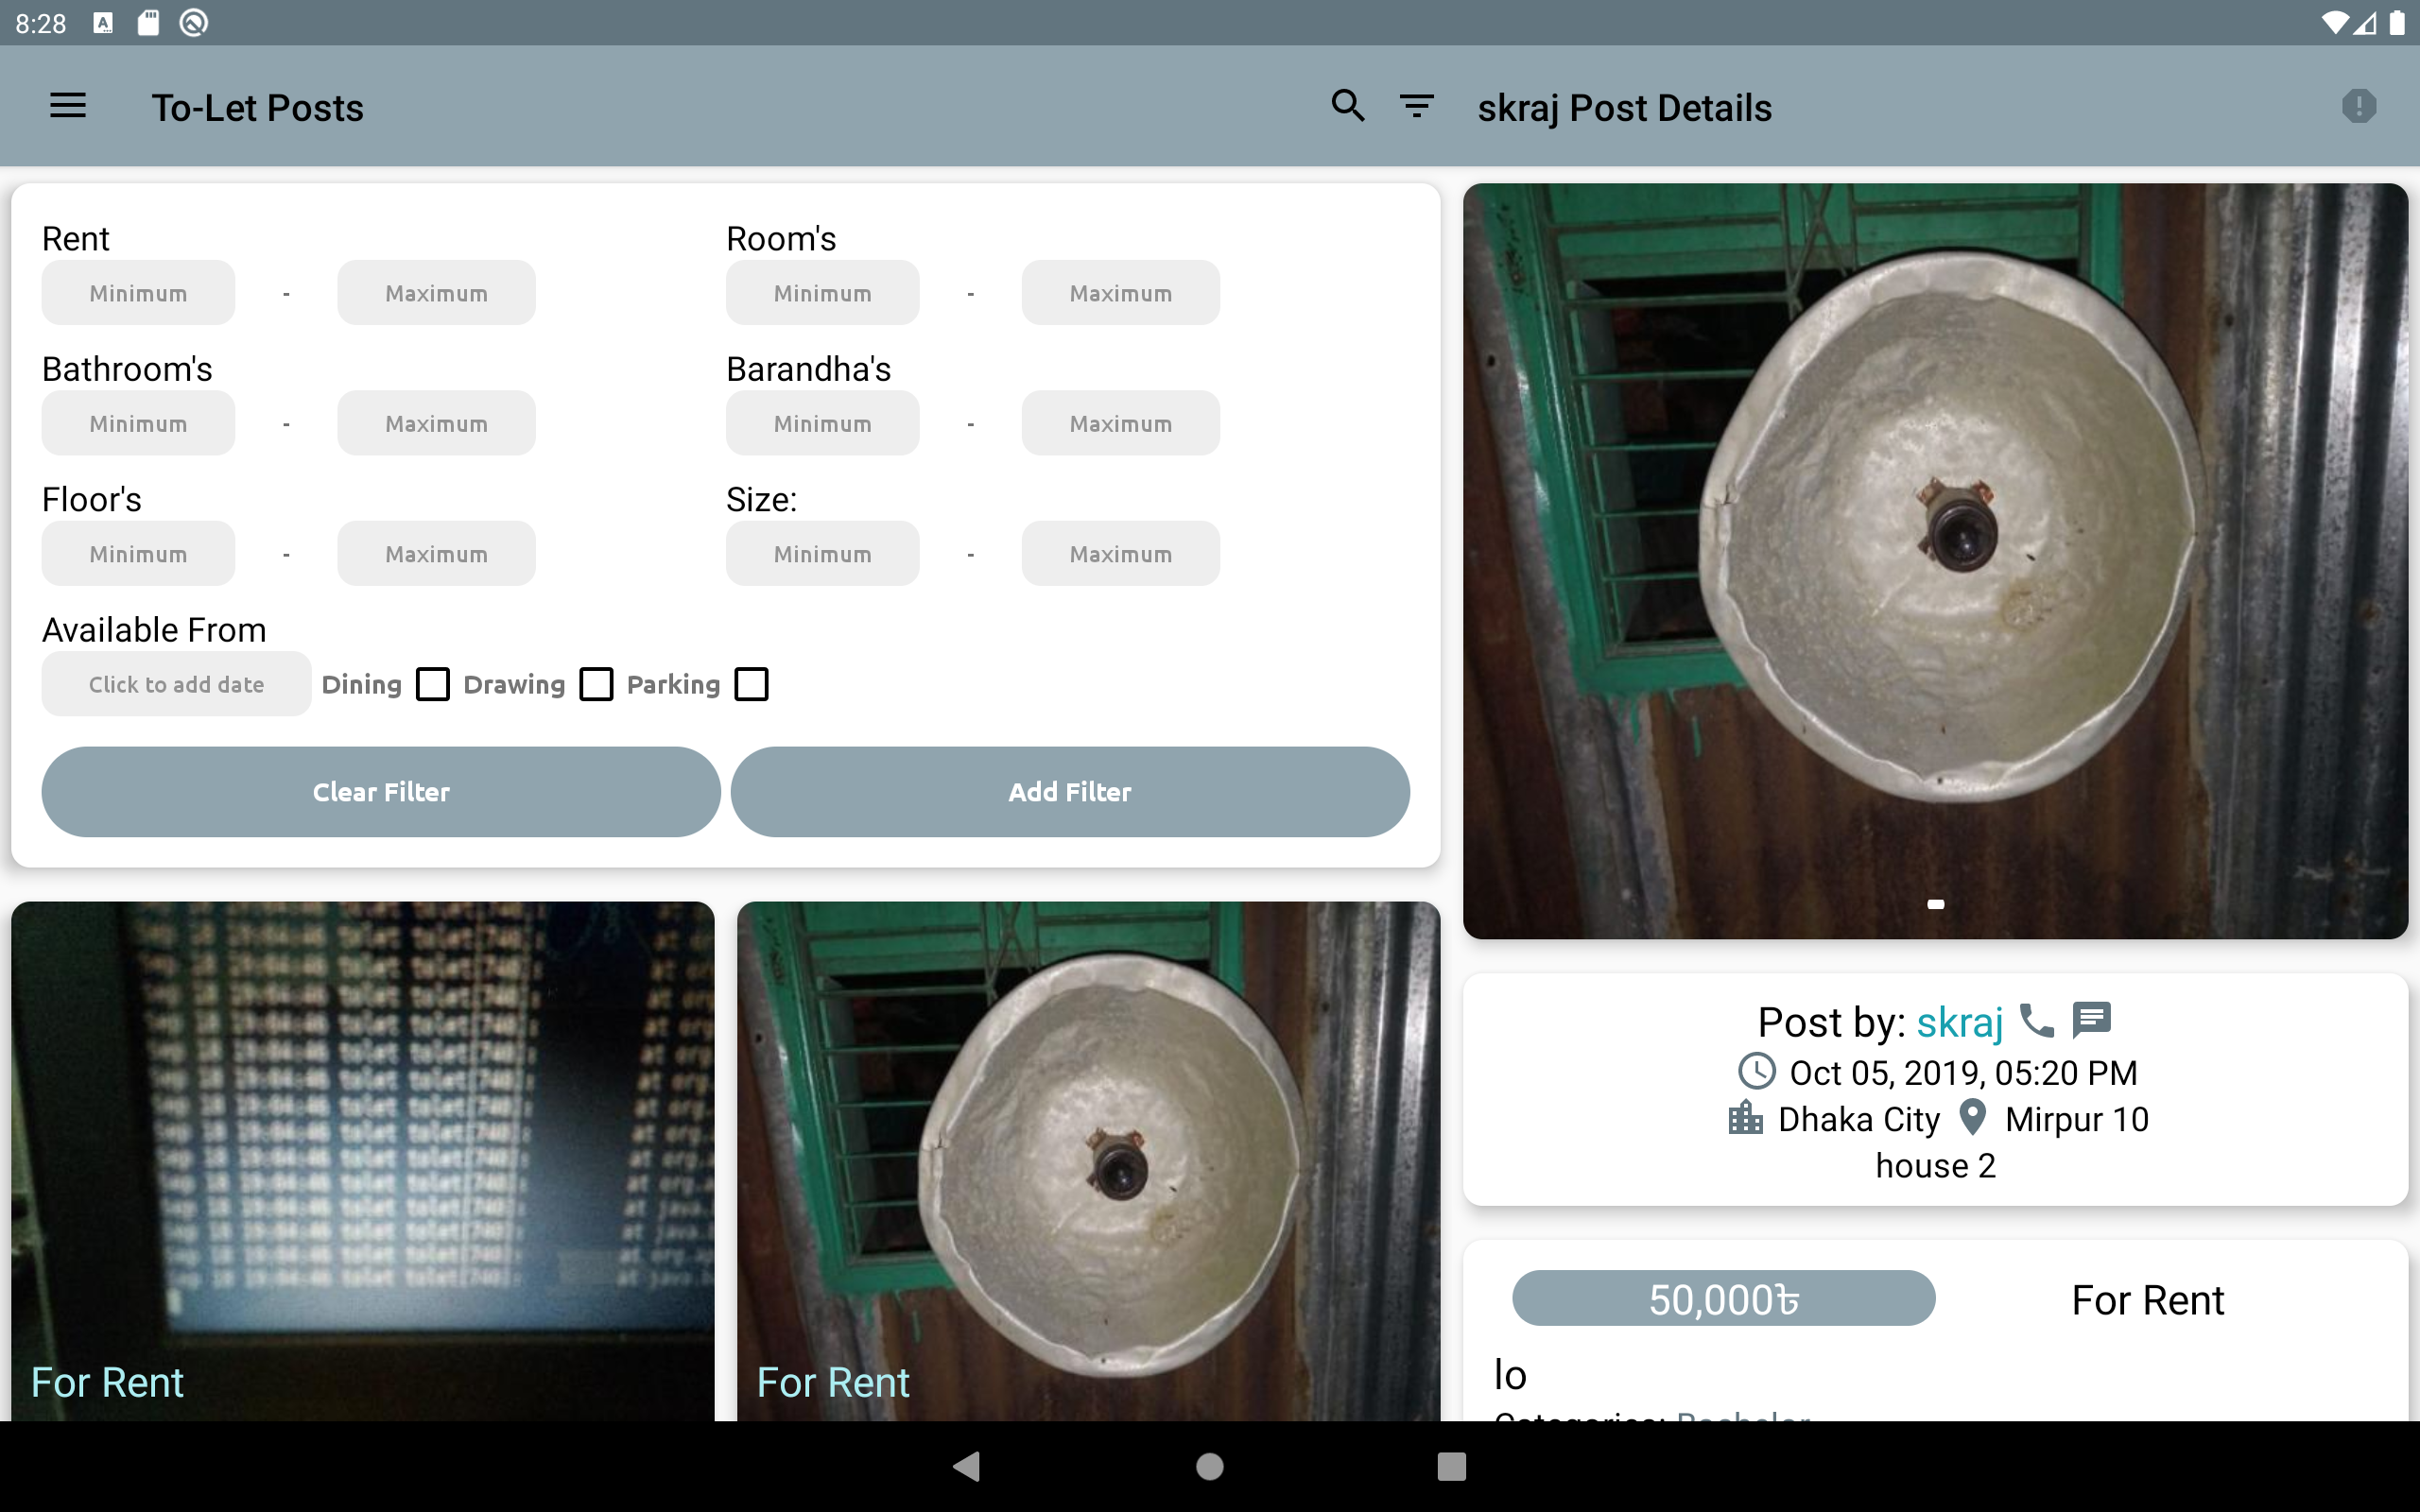 8:28
To-Let Posts
skraj Post Details
Rent
Room's
Minimum - Maximum
Minimum - Maximum
Bathroom's
Barandha's
Minimum - Maximum
Minimum - Maximum
Floor's
Size:
Minimum - Maximum
Minimum - Maximum
Available From
Click to add date Dining Drawing Parking
Clear Filter
Add Filter
For Rent
For Rent
Post by: skraj
Oct 05, 2019, 05:20 PM
Dhaka City Mirpur 10
house 2
50,000৳
For Rent
lo
Categories: Bachelor